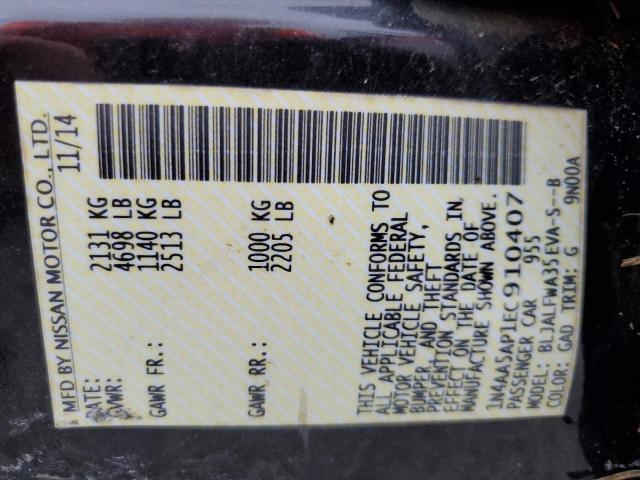 MFD BY NISSAN MOTOR CO., LTD.
DATE: 11/14
GVWR: 2131 KG
4698 LB
GAWR FR.: 1140 KG
2513 LB
GAWR RR.: 1000 KG
2205 LB
THIS VEHICLE CONFORMS TO
ALL APPLICABLE FEDERAL
MOTOR VEHICLE SAFETY,
BUMPER, AND THEFT
PREVENTION STANDARDS IN
EFFECT ON THE DATE OF
MANUFACTURE SHOWN ABOVE.
1N4AA5AP1EC910407
PASSENGER CAR 955
MODEL: BLJALFWA35EVA-S--B
COLOR: GAD TRIM: G 9N00A